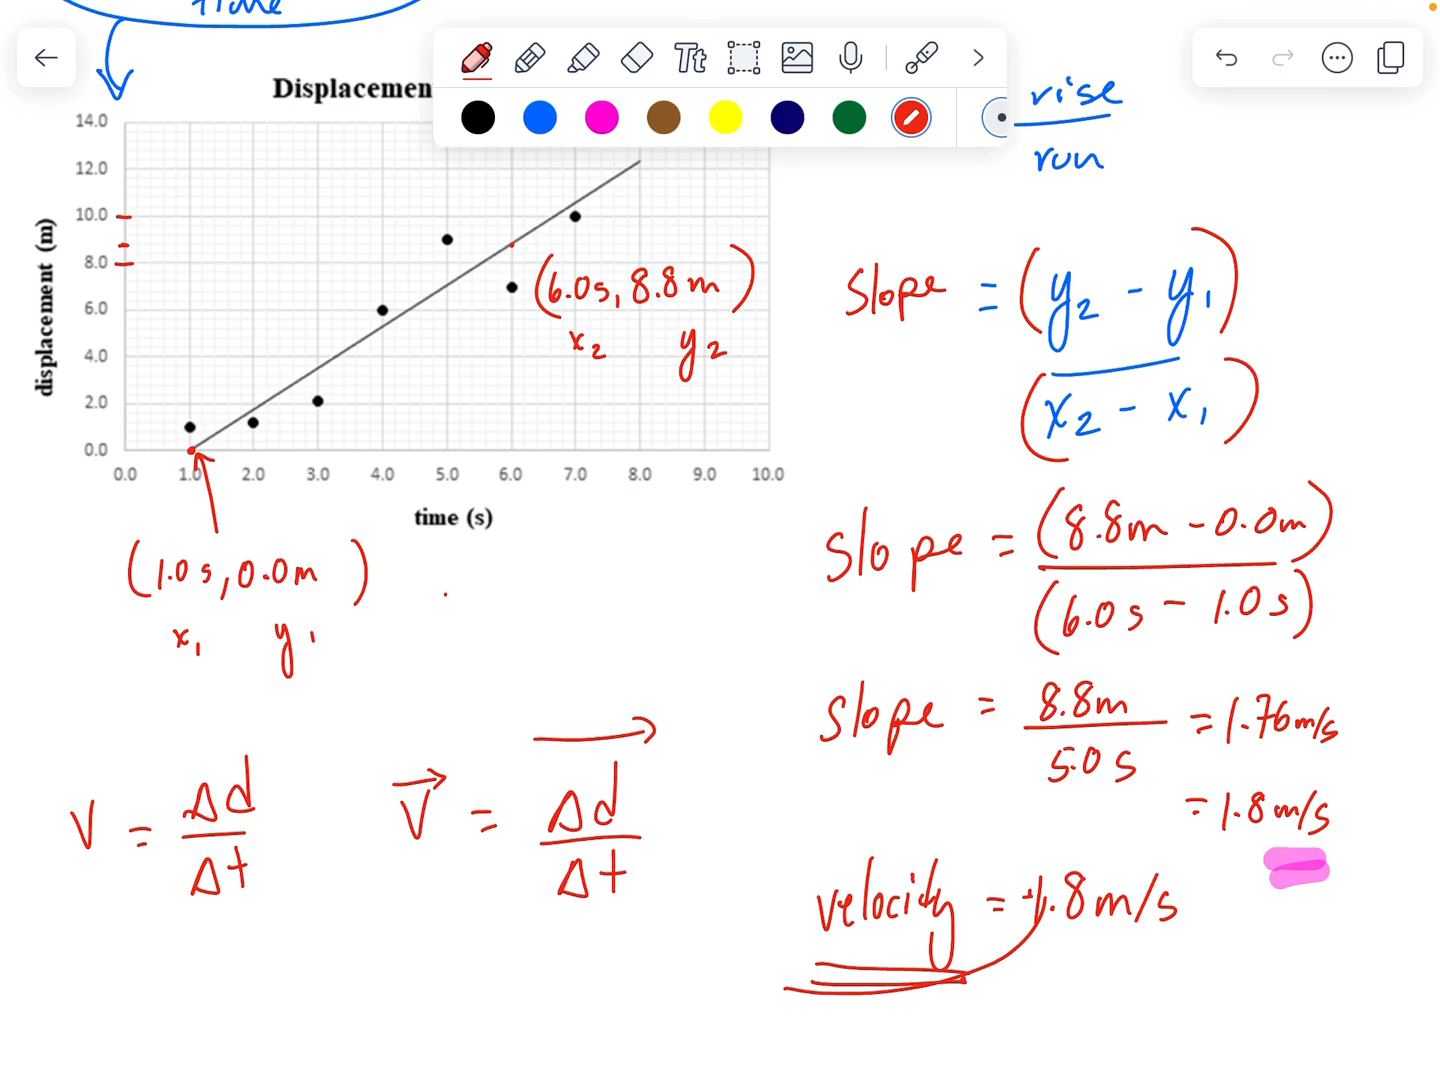 time
Tt
Displacemen
rise
run
14.0
12.0
10.0
8.0
6.0
4.0
2.0
0.0
displacement (m)
0.0 1.0 2.0 3.0 4.0 5.0 6.0 7.0 8.0 9.0 10.0
time (s)
(6.0s, 8.8m)
x₂ y₂
(1.0s, 0.0m)
x₁ y₁
slope = (y₂ - y₁)
(x₂ - x₁)
slope = (8.8m - 0.0m)
(6.0s - 1.0s)
slope = 8.8m = 1.76m/s
5.0s
= 1.8m/s
V = Δd
Δt
V = Δd
Δt
velocity = +1.8m/s